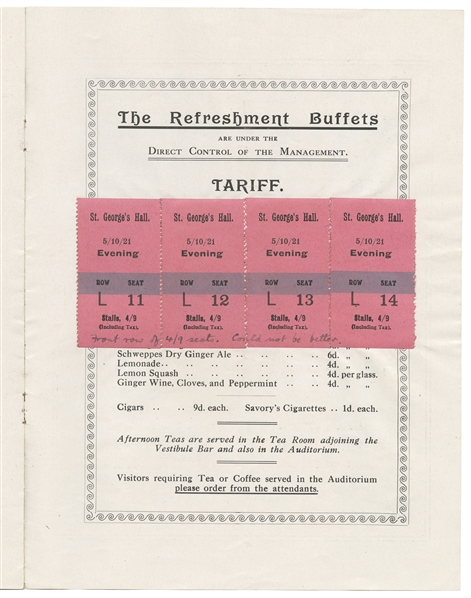 The Refreshment Buffets
ARE UNDER THE
DIRECT CONTROL OF THE MANAGEMENT.
TARIFF.
St. George's Hall. St. George's Hall. St. George's Hall. St. George's Hall.
5/10/21 5/10/21 5/10/21 5/10/21
Evening Evening Evening Evening
ROW SEAT ROW SEAT ROW SEAT ROW SEAT
L 11 L 12 L 13 L 14
Stalls, 4/9 Stalls, 4/9 Stalls, 4/9 Stalls, 4/9
(Including Tax). (Including Tax). (Including Tax). (Including Tax).
Front row of 4/9 seats. Could not be better.
Schweppes Dry Ginger Ale .. .. .. .. 6d. „ „
Lemonade.. .. .. .. .. .. .. 4d. „ „
Lemon Squash .. .. .. .. .. .. 4d. per glass.
Ginger Wine, Cloves, and Peppermint .. .. 4d. „ „
Cigars .. .. 9d. each. Savory's Cigarettes .. 1d. each.
Afternoon Teas are served in the Tea Room adjoining the
Vestibule Bar and also in the Auditorium.
Visitors requiring Tea or Coffee served in the Auditorium
please order from the attendants.